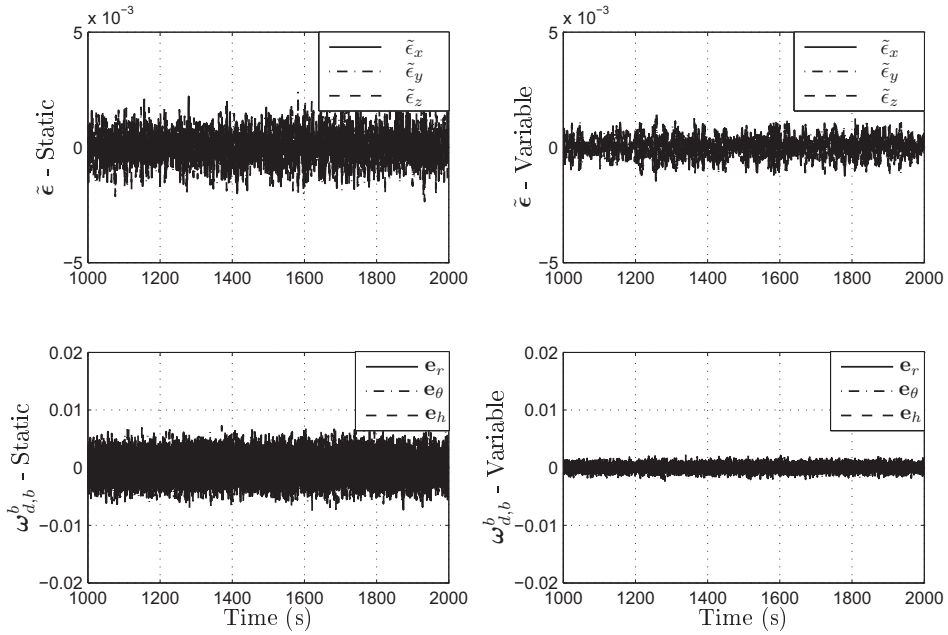 x 10⁻³
5
0
−5
ϵ̃ - Static
ϵ̃ₓ
ϵ̃_y
ϵ̃_z
1000 1200 1400 1600 1800 2000
x 10⁻³
5
0
−5
ϵ̃ - Variable
ϵ̃ₓ
ϵ̃_y
ϵ̃_z
1000 1200 1400 1600 1800 2000
0.02
0.01
0
−0.01
−0.02
ω^b_{d,b} - Static
e_r
e_θ
e_h
1000 1200 1400 1600 1800 2000
Time (s)
0.02
0.01
0
−0.01
−0.02
ω^b_{d,b} - Variable
e_r
e_θ
e_h
1000 1200 1400 1600 1800 2000
Time (s)